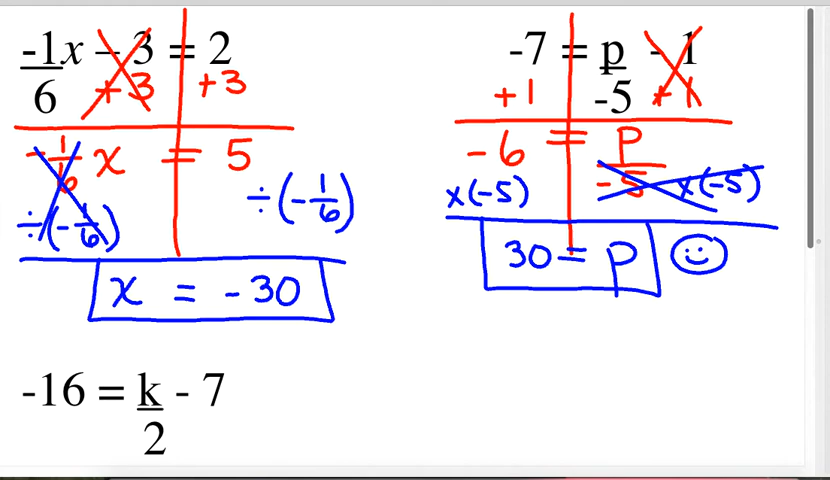 -1x - 3 = 2
6
+ 3 +3
- 1/6 x = 5
÷(-1/6) ÷(-1/6)
x = -30
-7 = p - 1
-5
+1 + 1
-6 = P
-5
x(-5) x(-5)
30 = p
-16 = k - 7
2